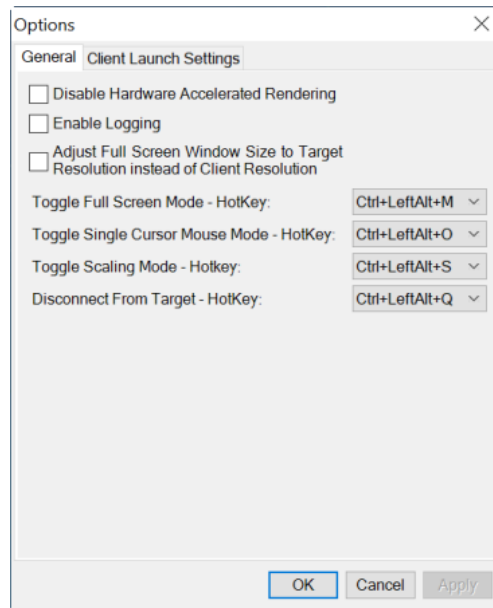 Options
General Client Launch Settings
Disable Hardware Accelerated Rendering
Enable Logging
Adjust Full Screen Window Size to Target
Resolution instead of Client Resolution
Toggle Full Screen Mode - HotKey: Ctrl+LeftAlt+M
Toggle Single Cursor Mouse Mode - HotKey: Ctrl+LeftAlt+O
Toggle Scaling Mode - Hotkey: Ctrl+LeftAlt+S
Disconnect From Target - HotKey: Ctrl+LeftAlt+Q
OK Cancel Apply